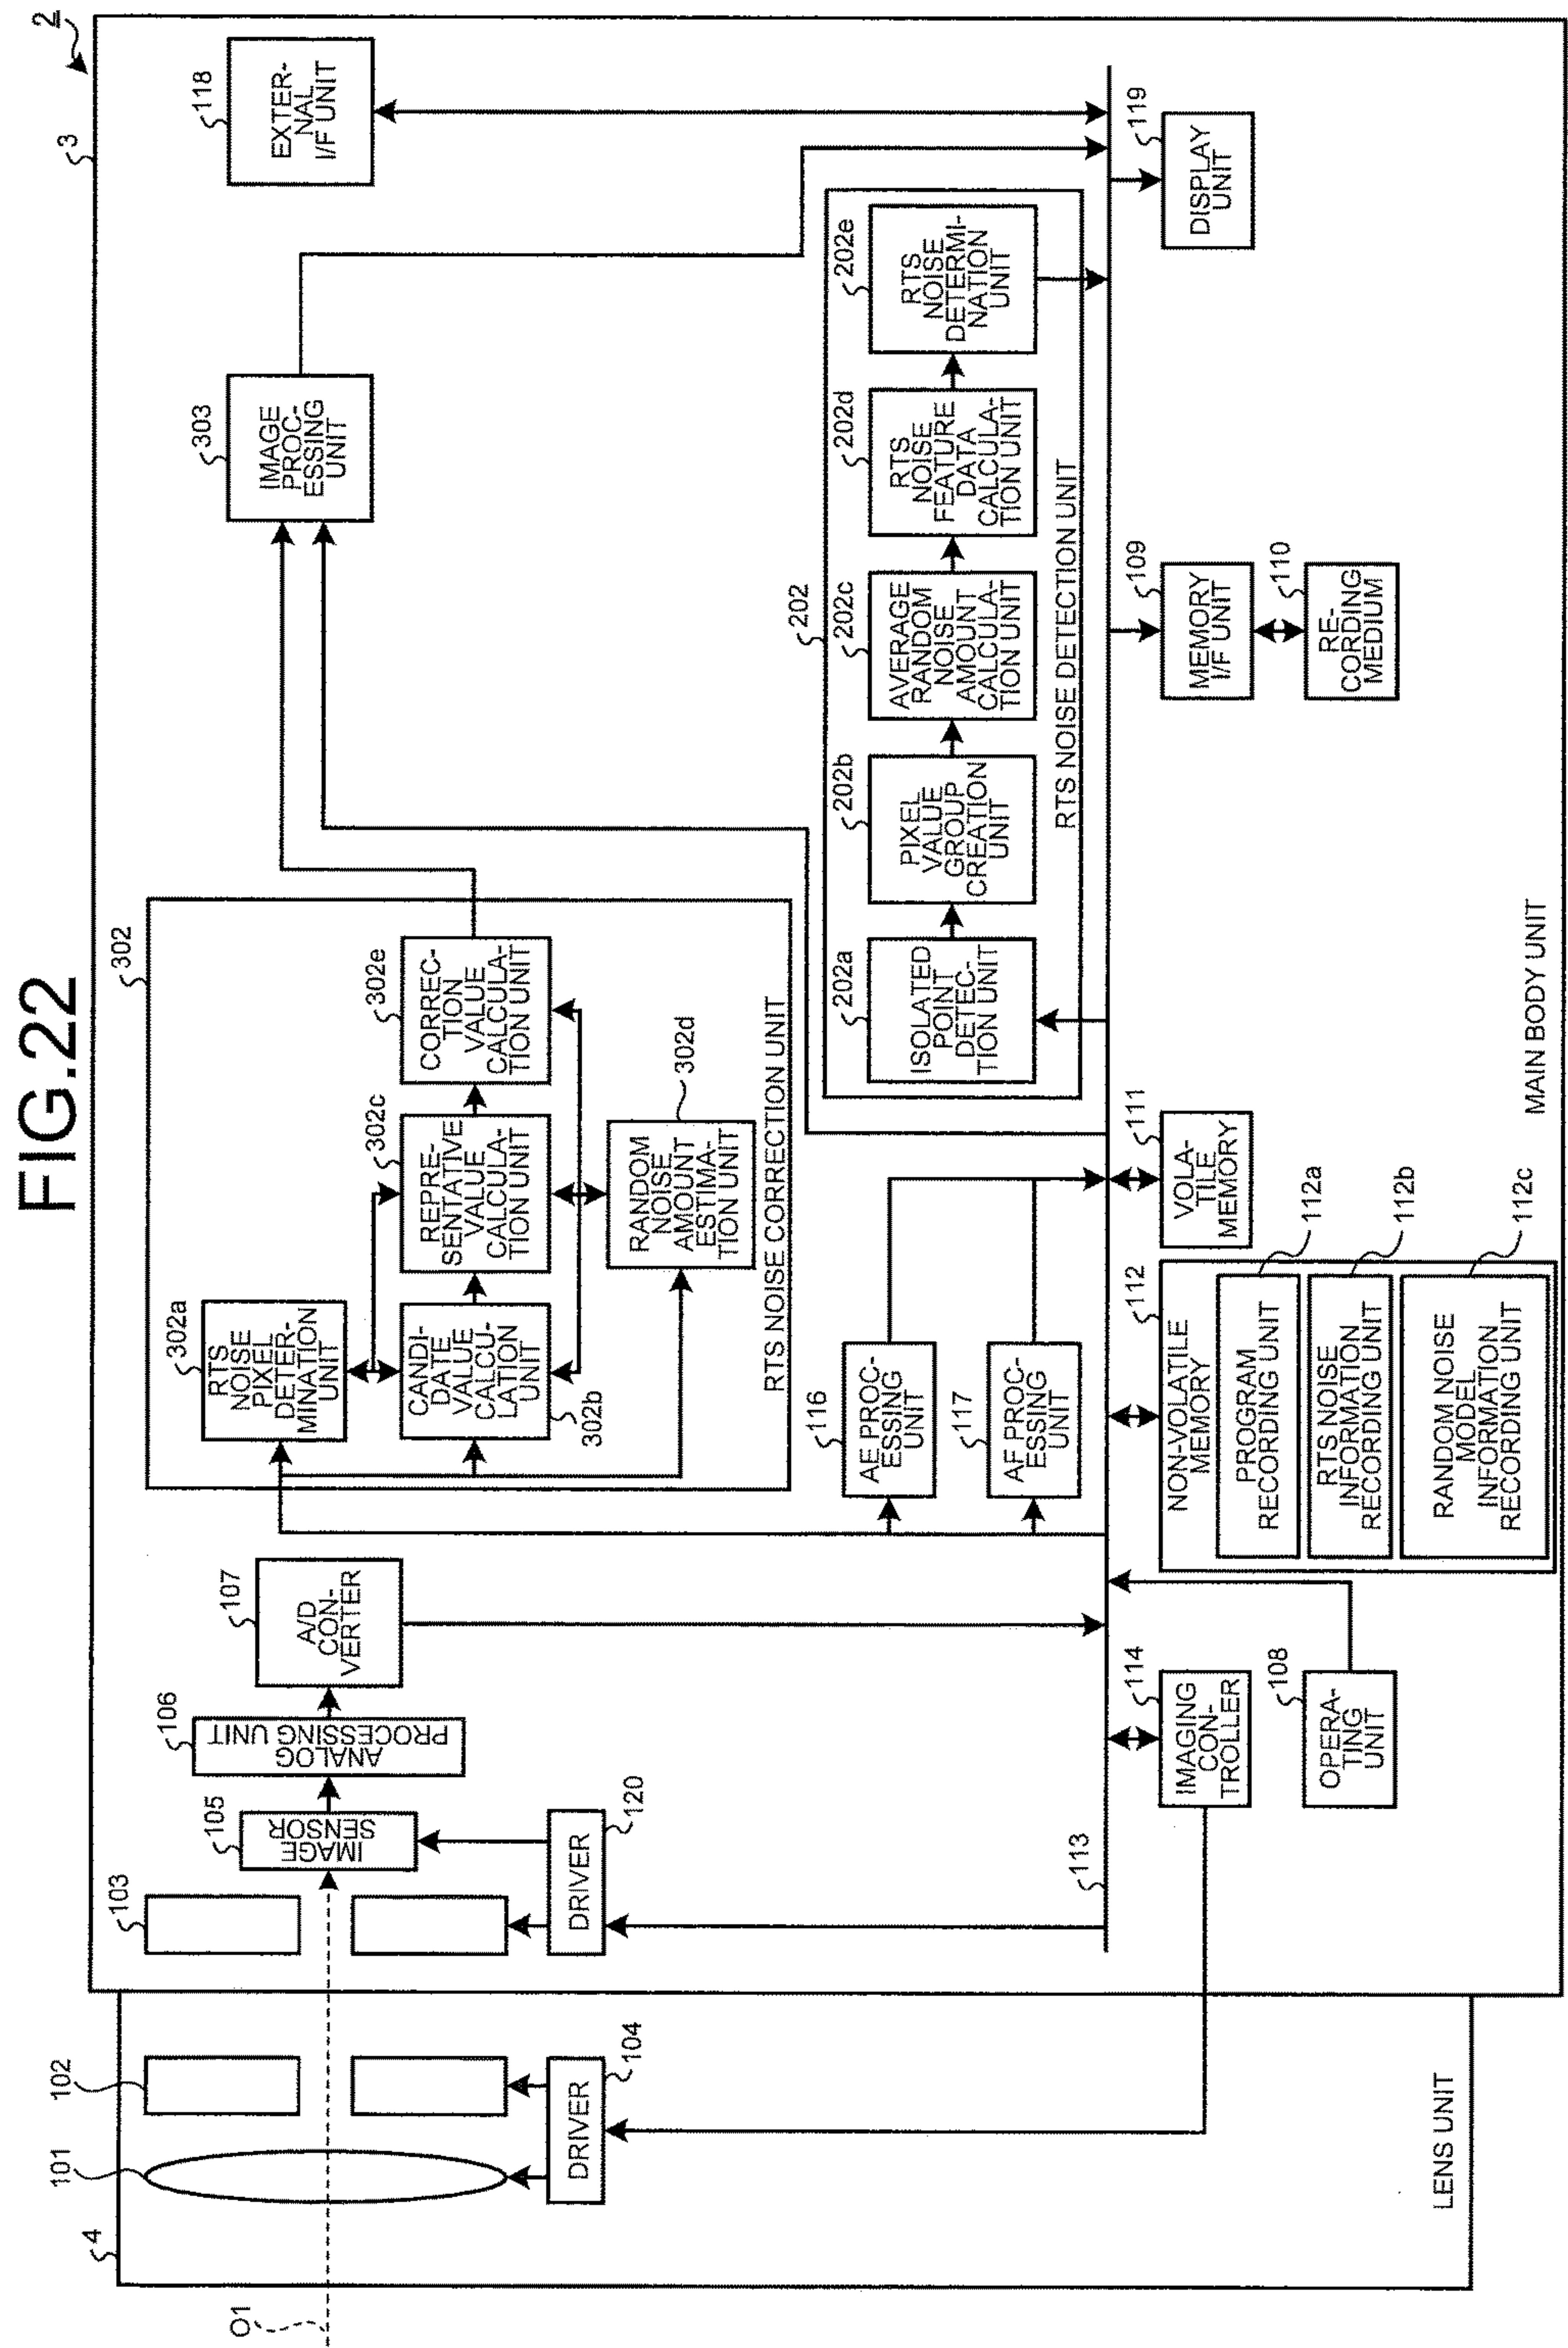 FIG.22
2
3
4
O1
101
102
104
DRIVER
LENS UNIT
103
105
IMAGE
SENSOR
106
ANALOG
PROCESSING UNIT
107
A/D
CON-
VERTER
120
DRIVER
113
302
302a
RTS
NOISE
PIXEL
DETER-
MINATION
UNIT
302b
CANDI-
DATE
VALUE
CALCU-
LATION
UNIT
302c
REPRE-
SENTATIVE
VALUE
CALCULA-
TION UNIT
302e
CORREC-
TION
VALUE
CALCULA-
TION UNIT
302d
RANDOM
NOISE
AMOUNT
ESTIMA-
TION UNIT
RTS NOISE CORRECTION UNIT
303
IMAGE
PROC-
ESSING
UNIT
118
EXTER-
NAL
I/F UNIT
116
AE PROC-
ESSING
UNIT
117
AF PROC-
ESSING
UNIT
202
202a
ISOLATED
POINT
DETEC-
TION UNIT
202b
PIXEL
VALUE
GROUP
CREATION
UNIT
202c
AVERAGE
RANDOM
NOISE
AMOUNT
CALCULA-
TION UNIT
202d
RTS
NOISE
FEATURE
DATA
CALCULA-
TION UNIT
202e
RTS
NOISE
DETERMI-
NATION
UNIT
RTS NOISE DETECTION UNIT
114
IMAGING
CON-
TROLLER
108
OPERA-
TING
UNIT
112
NON-VOLATILE
MEMORY
PROGRAM
RECORDING UNIT
112a
RTS NOISE
INFORMATION
RECORDING UNIT
112b
RANDOM NOISE
MODEL
INFORMATION
RECORDING UNIT
112c
111
VOLA-
TILE
MEMORY
109
MEMORY
I/F UNIT
110
RE-
CORDING
MEDIUM
119
DISPLAY
UNIT
MAIN BODY UNIT